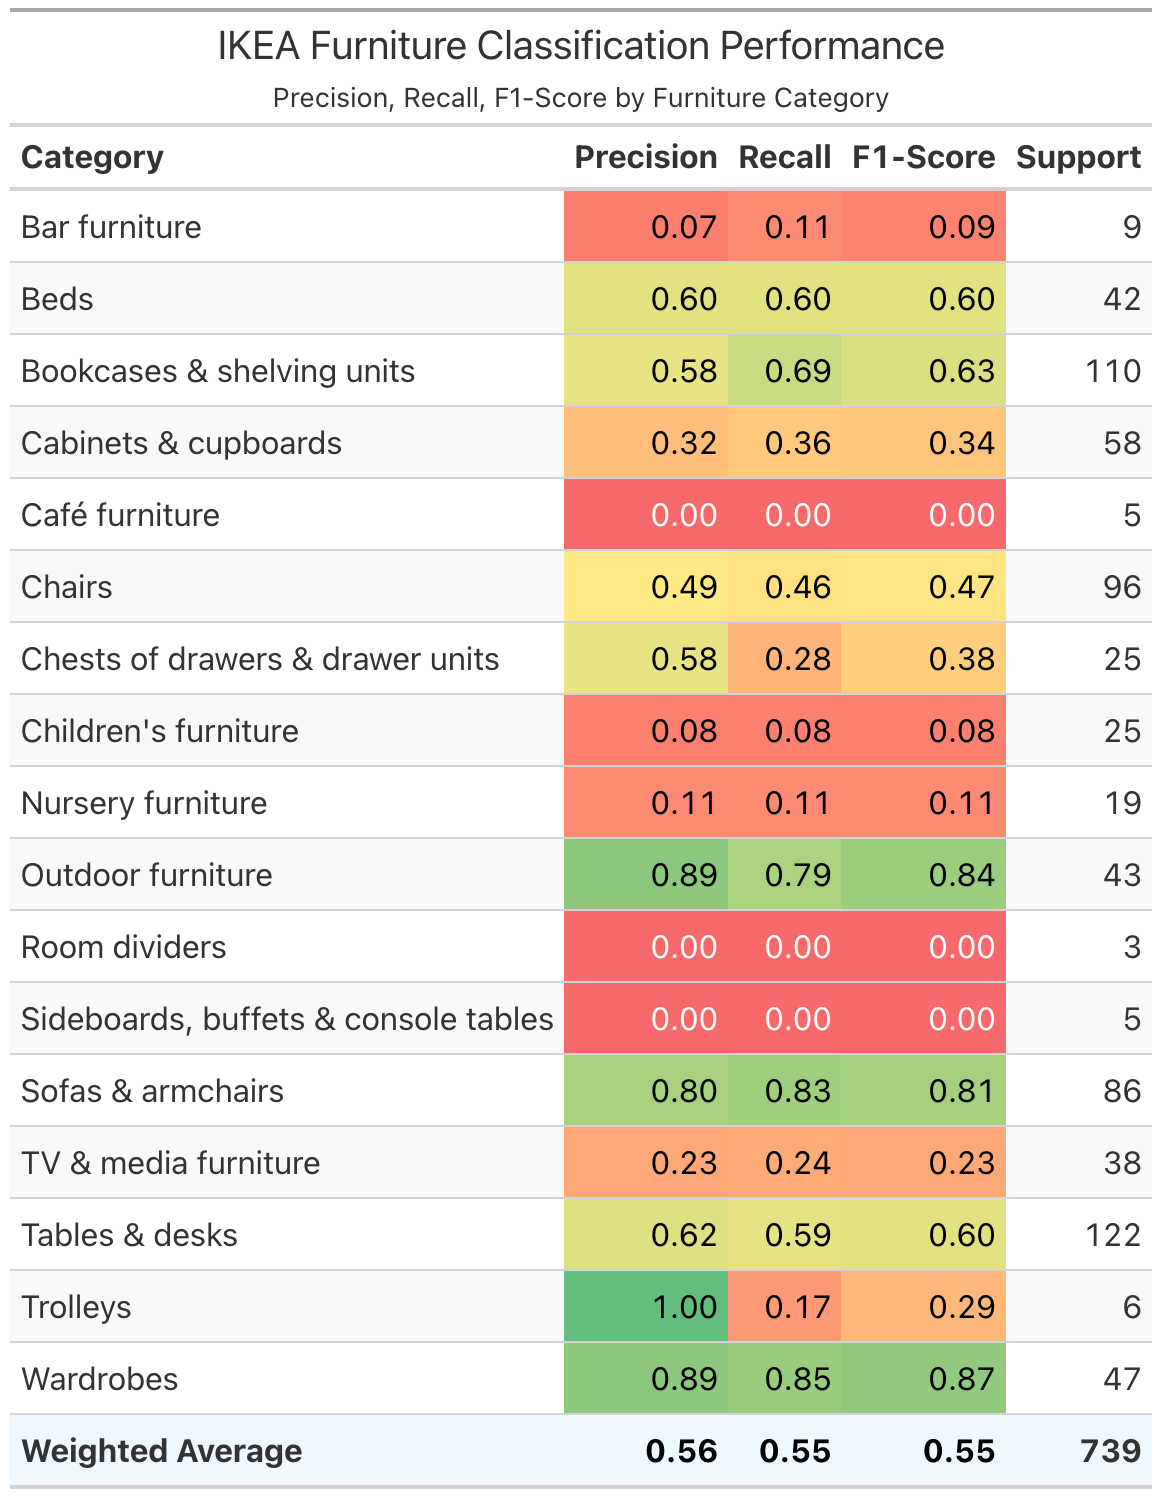 IKEA Furniture Classification Performance
Precision, Recall, F1-Score by Furniture Category
Category Precision Recall F1-Score Support
Bar furniture 0.07 0.11 0.09 9
Beds 0.60 0.60 0.60 42
Bookcases & shelving units 0.58 0.69 0.63 110
Cabinets & cupboards 0.32 0.36 0.34 58
Café furniture 0.00 0.00 0.00 5
Chairs 0.49 0.46 0.47 96
Chests of drawers & drawer units 0.58 0.28 0.38 25
Children's furniture 0.08 0.08 0.08 25
Nursery furniture 0.11 0.11 0.11 19
Outdoor furniture 0.89 0.79 0.84 43
Room dividers 0.00 0.00 0.00 3
Sideboards, buffets & console tables 0.00 0.00 0.00 5
Sofas & armchairs 0.80 0.83 0.81 86
TV & media furniture 0.23 0.24 0.23 38
Tables & desks 0.62 0.59 0.60 122
Trolleys 1.00 0.17 0.29 6
Wardrobes 0.89 0.85 0.87 47
Weighted Average 0.56 0.55 0.55 739